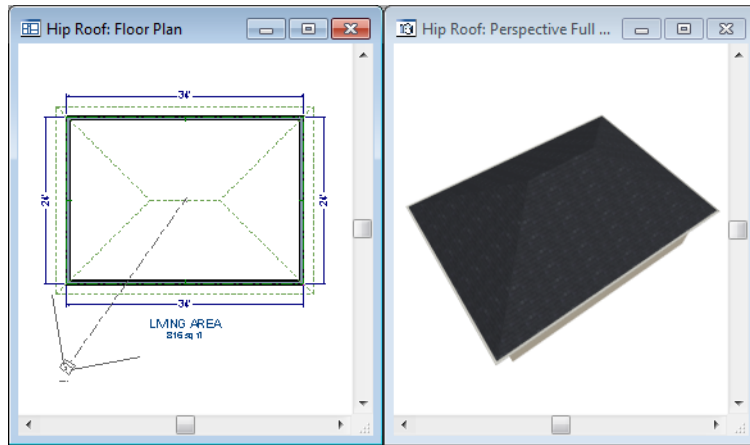 Hip Roof: Floor Plan
Hip Roof: Perspective Full ...
34'
24'
24'
34'
LIVING AREA
816 sq ft